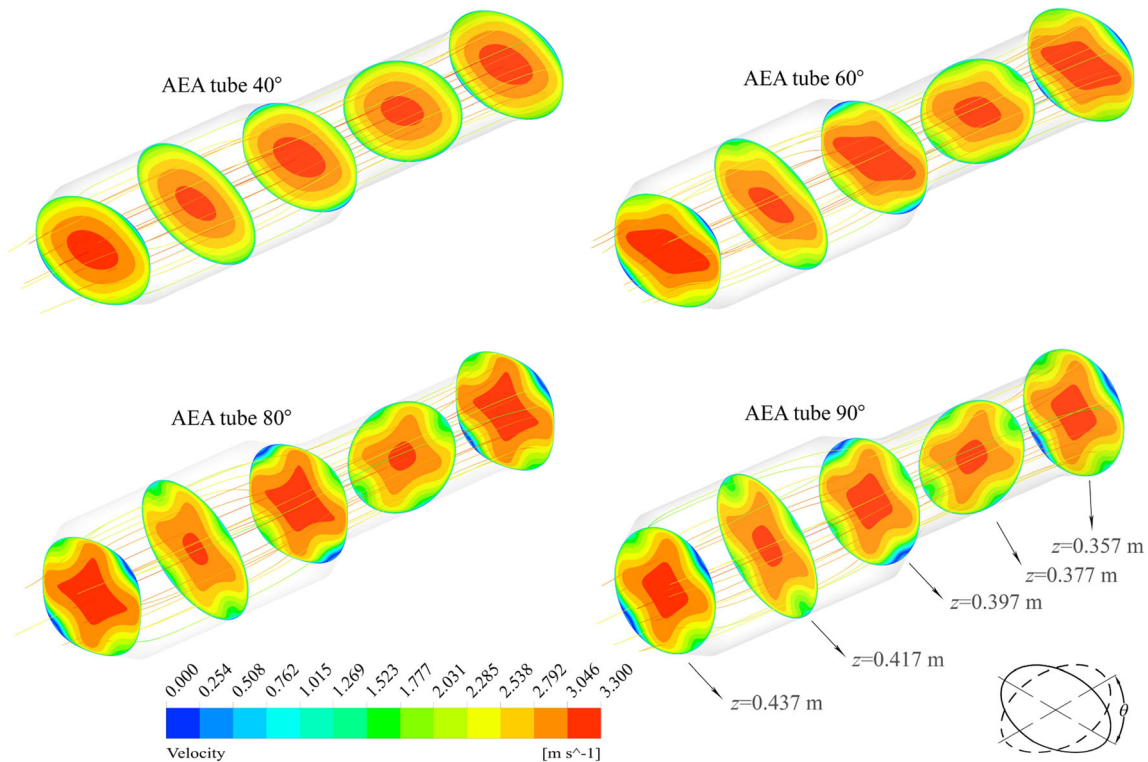 AEA tube 40°
AEA tube 60°
AEA tube 80°
AEA tube 90°
z=0.357 m
z=0.377 m
z=0.397 m
z=0.417 m
z=0.437 m
0.000 0.254 0.508 0.762 1.015 1.269 1.523 1.777 2.031 2.285 2.538 2.792 3.046 3.300
Velocity [m s^-1]
θ